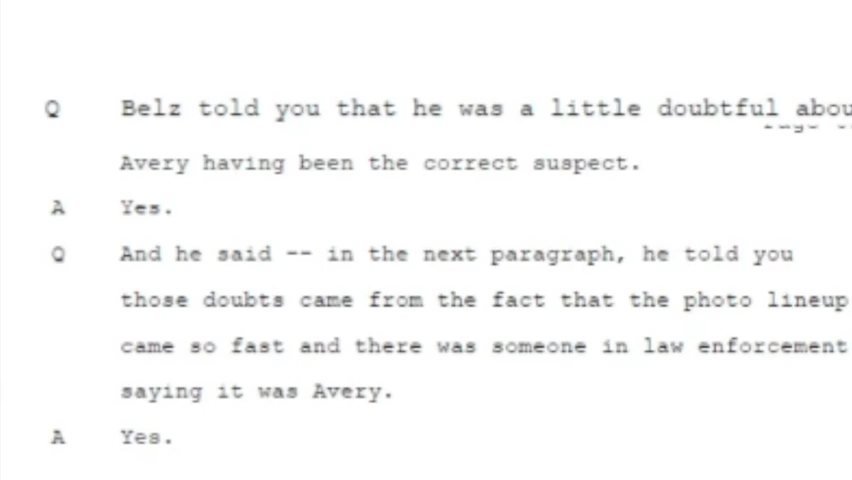 Q Belz told you that he was a little doubtful abou
Avery having been the correct suspect.
A Yes.
Q And he said -- in the next paragraph, he told you
those doubts came from the fact that the photo lineup
came so fast and there was someone in law enforcement
saying it was Avery.
A Yes.